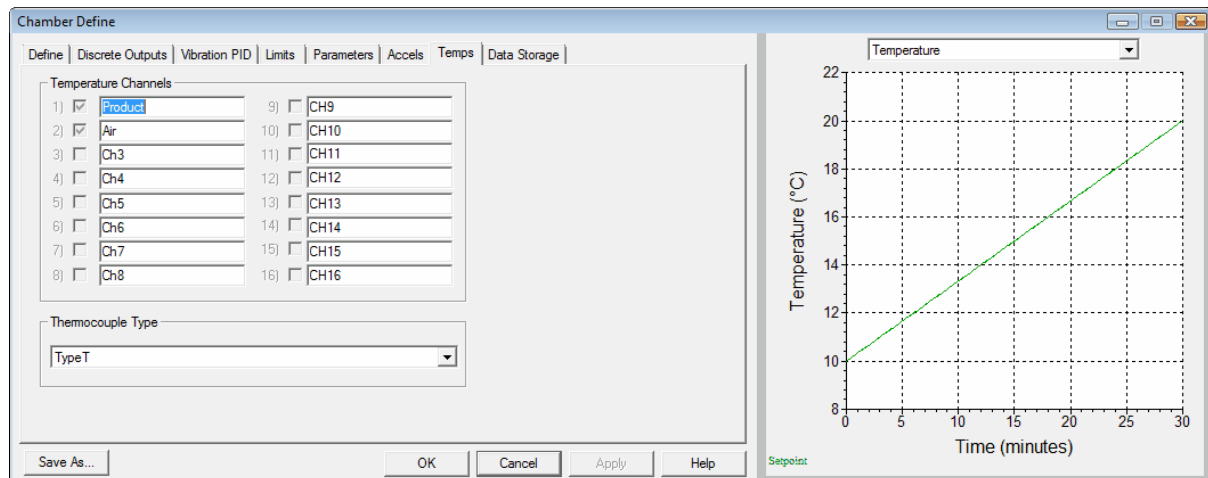 Chamber Define
Define Discrete Outputs Vibration PID Limits Parameters Accels Temps Data Storage
Temperature Channels
1) Product
2) Air
3) Ch3
4) Ch4
5) Ch5
6) Ch6
7) Ch7
8) Ch8
9) CH9
10) CH10
11) CH11
12) CH12
13) CH13
14) CH14
15) CH15
16) CH16
Thermocouple Type
Type T
Save As...
OK Cancel Apply Help
Temperature
Temperature (°C)
22
20
18
16
14
12
10
8
0 5 10 15 20 25 30
Time (minutes)
Setpoint